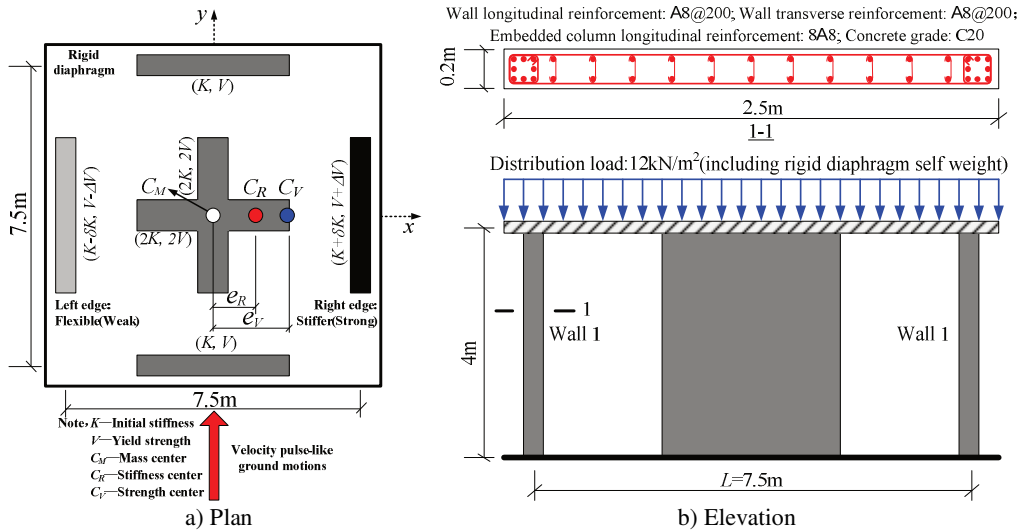 y
Rigid
diaphragm
(K, V)
7.5m
(K-δK, V-ΔV)
(2K, 2V)
C_M
C_R
C_V
(K+δK, V+ΔV)
x
(2K, 2V)
e_R
e_V
Left edge:
Flexible(Weak)
Right edge:
Stiffer(Strong)
(K, V)
7.5m
Note, K—Initial stiffness
V—Yield strength
C_M—Mass center
C_R—Stiffness center
C_V—Strength center
Velocity pulse-like
ground motions
a) Plan
Wall longitudinal reinforcement: A8@200; Wall transverse reinforcement: A8@200;
Embedded column longitudinal reinforcement: 8A8; Concrete grade: C20
0.2m
2.5m
1-1
Distribution load:12kN/m²(including rigid diaphragm self weight)
1
Wall 1
Wall 1
4m
L=7.5m
b) Elevation